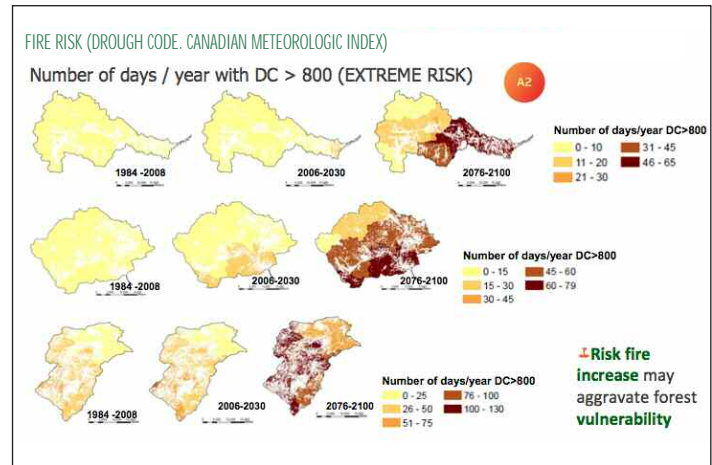 FIRE RISK (DROUGH CODE. CANADIAN METEOROLOGIC INDEX)
Number of days / year with DC > 800 (EXTREME RISK)
A2
1984 -2008
2006-2030
2076-2100
Number of days/year DC>800
0 - 10
31 - 45
11 - 20
46 - 65
21 - 30
1984 -2008
2006-2030
2076-2100
Number of days/year DC>800
0 - 15
45 - 60
15 - 30
60 - 79
30 - 45
1984 -2008
2006-2030
2076-2100
Number of days/year DC>800
0 - 25
76 - 100
26 - 50
100 - 130
51 - 75
Risk fire
increase may
aggravate forest
vulnerability